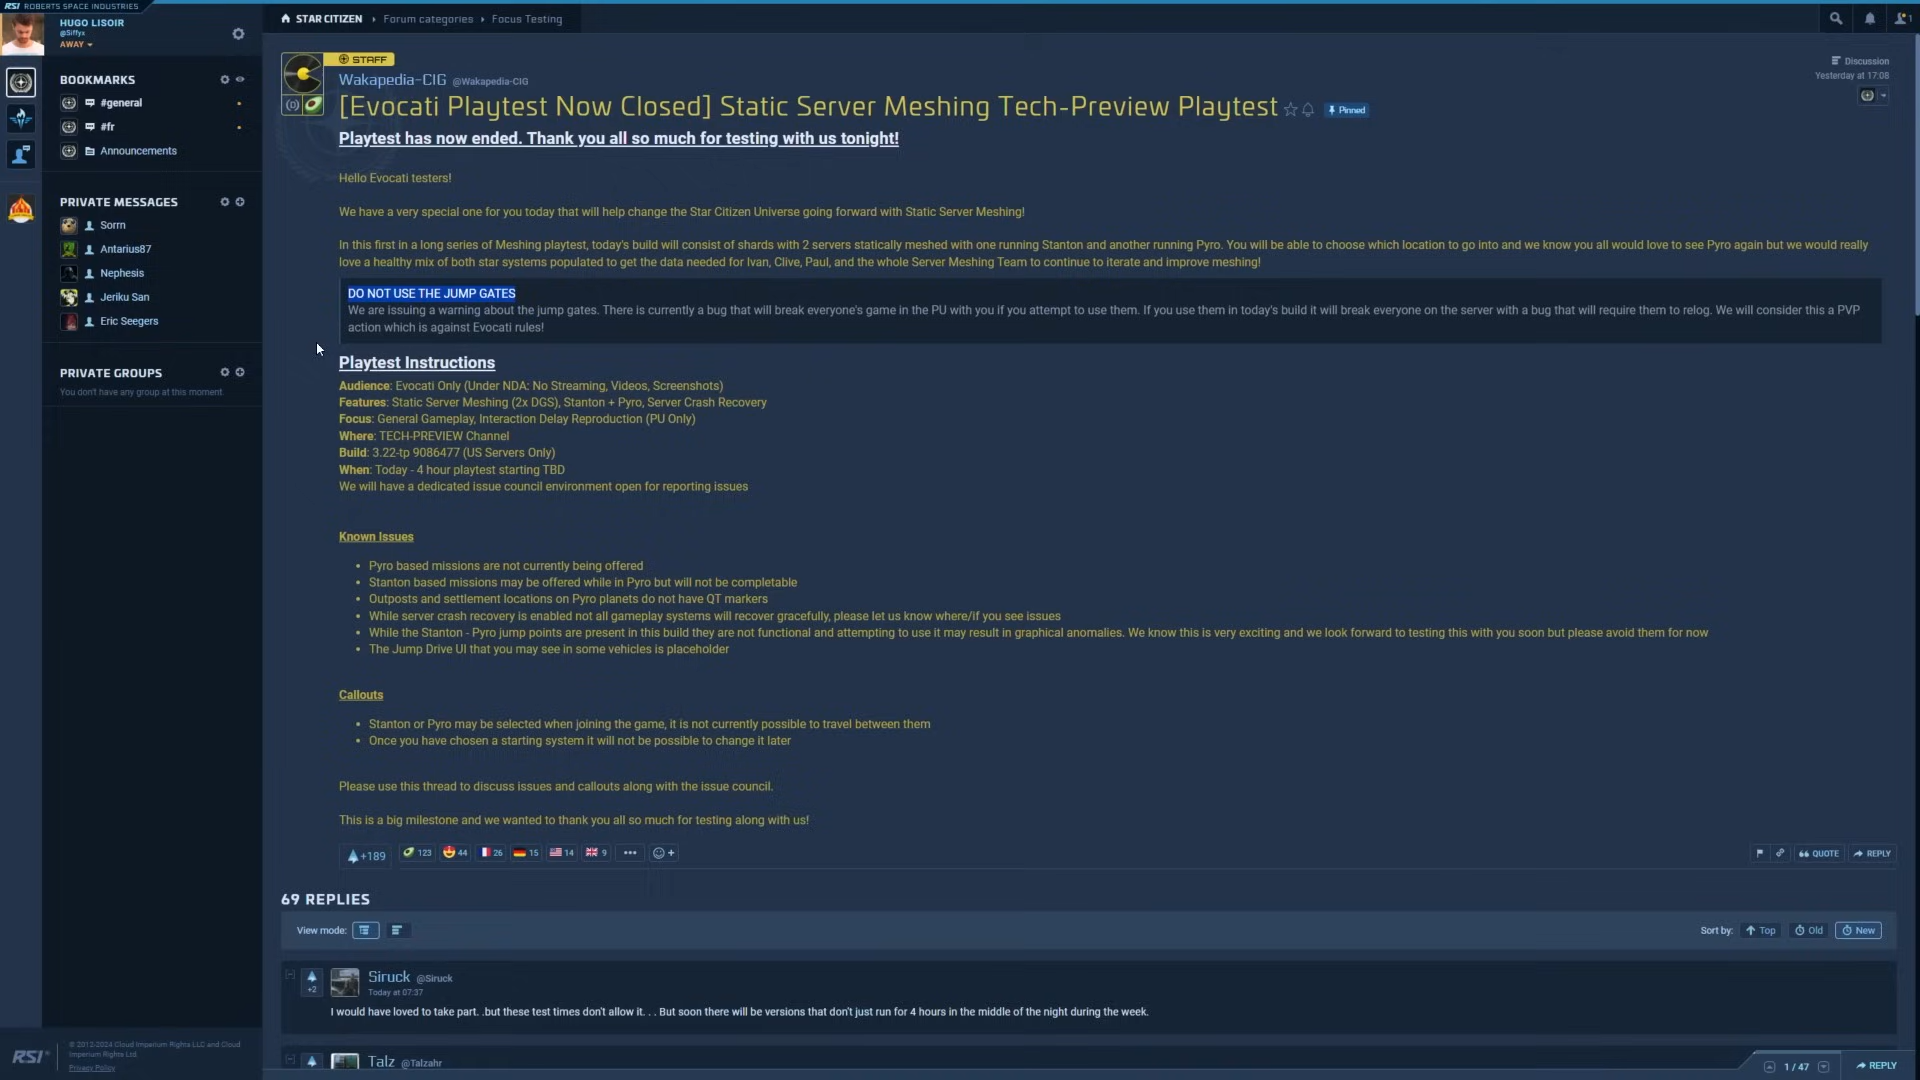 RSI ROBERTS SPACE INDUSTRIES
HUGO LISOIR
@Siffyx
AWAY
BOOKMARKS
#general
#fr
Announcements
PRIVATE MESSAGES
Sorrn
Antarius87
Nephesis
Jeriku San
Eric Seegers
PRIVATE GROUPS
You don't have any group at this moment
© 2012-2024 Cloud Imperium Rights LLC and Cloud
Imperium Rights Ltd.
Privacy Policy
RSI
STAR CITIZEN Forum categories Focus Testing
1
STAFF
Wakapedia-CIG @Wakapedia-CIG
Discussion
Yesterday at 17:08
[Evocati Playtest Now Closed] Static Server Meshing Tech-Preview Playtest Pinned
Playtest has now ended. Thank you all so much for testing with us tonight!
Hello Evocati testers!
We have a very special one for you today that will help change the Star Citizen Universe going forward with Static Server Meshing!
In this first in a long series of Meshing playtest, today's build will consist of shards with 2 servers statically meshed with one running Stanton and another running Pyro. You will be able to choose which location to go into and we know you all would love to see Pyro again but we would really
love a healthy mix of both star systems populated to get the data needed for Ivan, Clive, Paul, and the whole Server Meshing Team to continue to iterate and improve meshing!
DO NOT USE THE JUMP GATES
We are issuing a warning about the jump gates. There is currently a bug that will break everyone's game in the PU with you if you attempt to use them. If you use them in today's build it will break everyone on the server with a bug that will require them to relog. We will consider this a PVP
action which is against Evocati rules!
Playtest Instructions
Audience: Evocati Only (Under NDA: No Streaming, Videos, Screenshots)
Features: Static Server Meshing (2x DGS), Stanton + Pyro, Server Crash Recovery
Focus: General Gameplay, Interaction Delay Reproduction (PU Only)
Where: TECH-PREVIEW Channel
Build: 3.22-tp 9086477 (US Servers Only)
When: Today - 4 hour playtest starting TBD
We will have a dedicated issue council environment open for reporting issues
Known Issues
• Pyro based missions are not currently being offered
• Stanton based missions may be offered while in Pyro but will not be completable
• Outposts and settlement locations on Pyro planets do not have QT markers
• While server crash recovery is enabled not all gameplay systems will recover gracefully, please let us know where/if you see issues
• While the Stanton - Pyro jump points are present in this build they are not functional and attempting to use it may result in graphical anomalies. We know this is very exciting and we look forward to testing this with you soon but please avoid them for now
• The Jump Drive UI that you may see in some vehicles is placeholder
Callouts
• Stanton or Pyro may be selected when joining the game, it is not currently possible to travel between them
• Once you have chosen a starting system it will not be possible to change it later
Please use this thread to discuss issues and callouts along with the issue council.
This is a big milestone and we wanted to thank you all so much for testing along with us!
+189 123 44 26 15 14 9 ••• + QUOTE REPLY
69 REPLIES
View mode: Sort by: Top Old New
+2
Siruck @Siruck
Today at 07:37
I would have loved to take part. .but these test times don't allow it. . . But soon there will be versions that don't just run for 4 hours in the middle of the night during the week.
Talz @Talzahr
1 / 47 REPLY